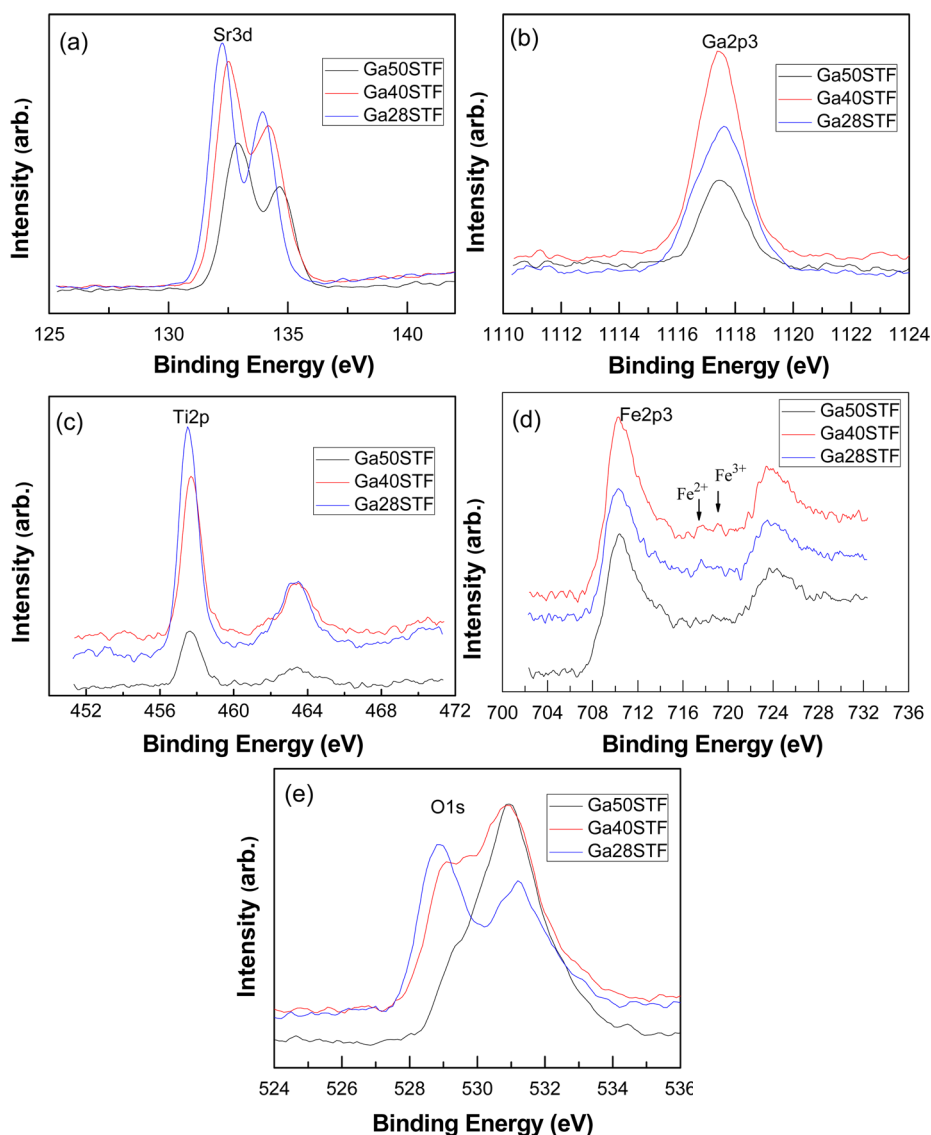 (a)
Sr3d
Ga50STF
Ga40STF
Ga28STF
Intensity (arb.)
125 130 135 140
Binding Energy (eV)
(b)
Ga2p3
Ga50STF
Ga40STF
Ga28STF
Intensity (arb.)
1110 1112 1114 1116 1118 1120 1122 1124
Binding Energy (eV)
(c)
Ti2p
Ga50STF
Ga40STF
Ga28STF
Intensity (arb.)
452 456 460 464 468 472
Binding Energy (eV)
(d)
Fe2p3
Ga50STF
Ga40STF
Ga28STF
Fe²⁺ Fe³⁺
Intensity (arb.)
700 704 708 712 716 720 724 728 732 736
Binding Energy (eV)
(e)
O1s
Ga50STF
Ga40STF
Ga28STF
Intensity (arb.)
524 526 528 530 532 534 536
Binding Energy (eV)